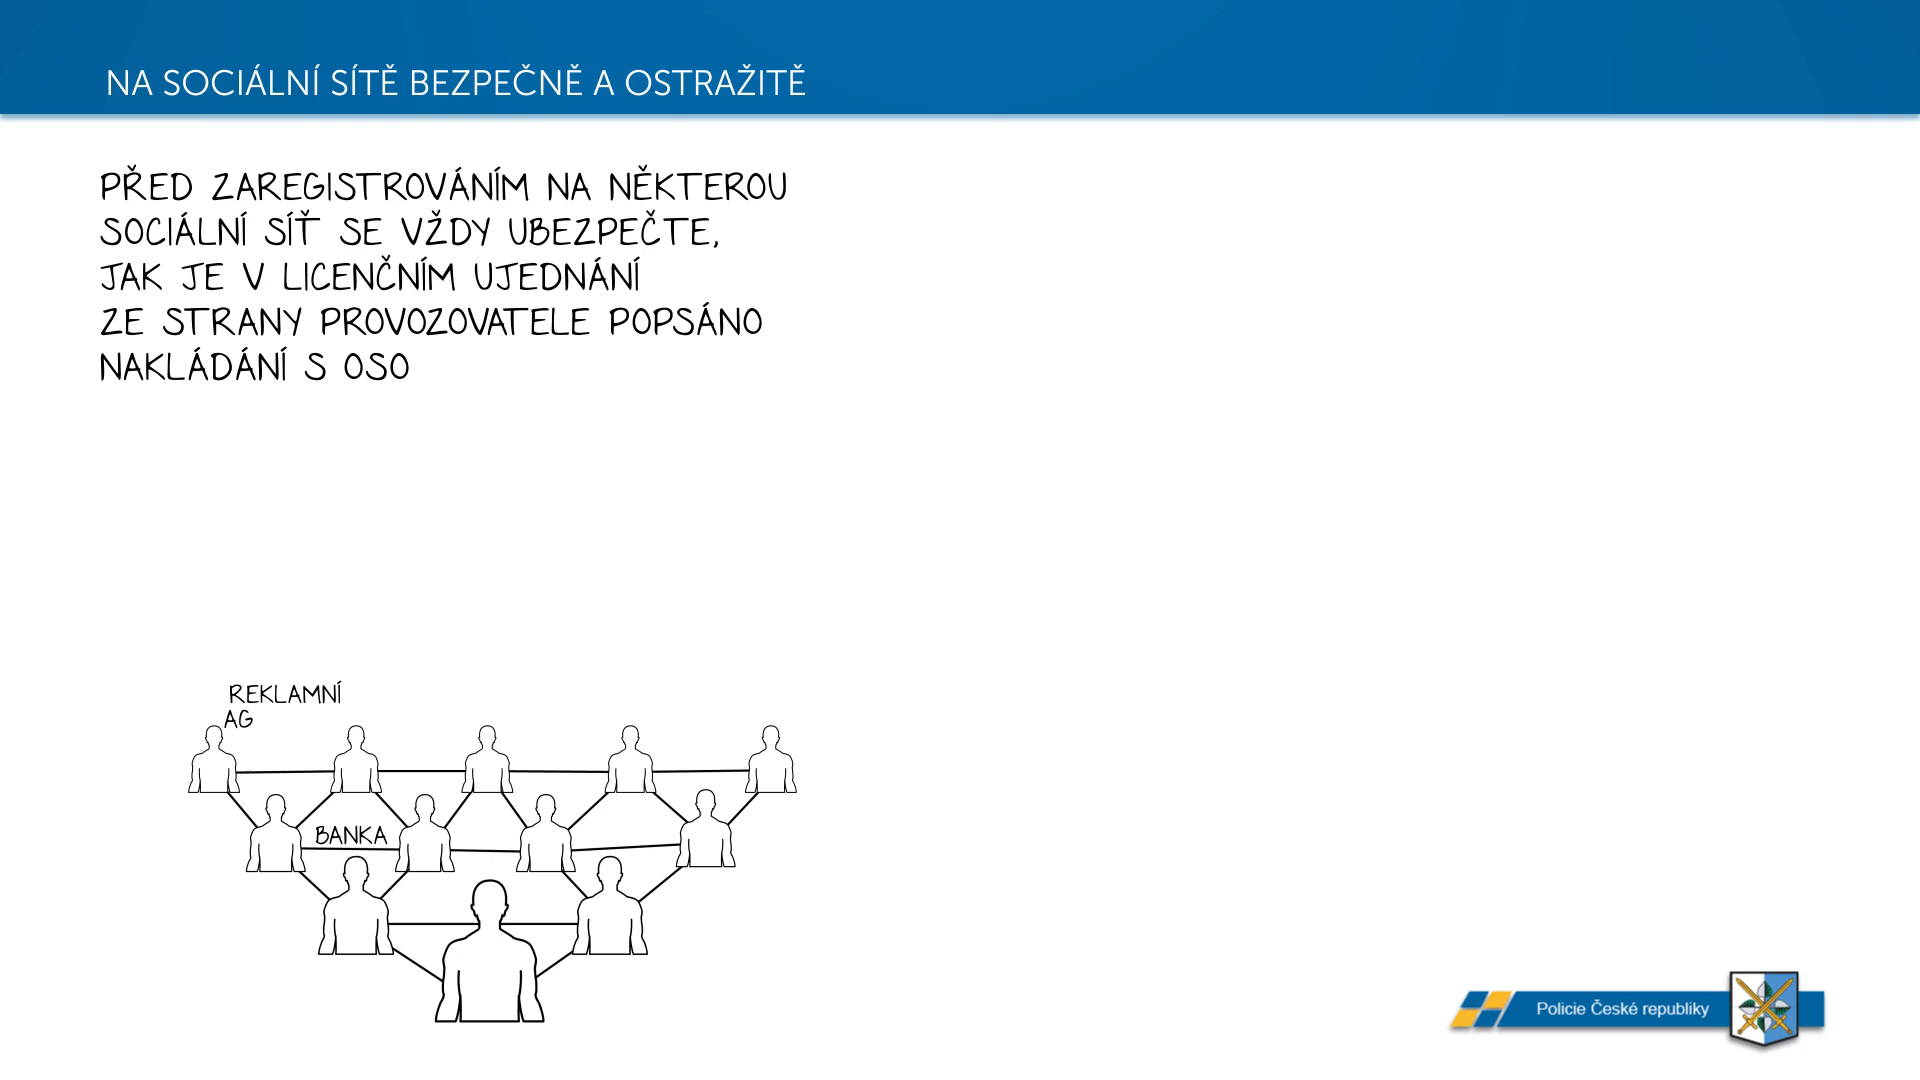 NA SOCIÁLNÍ SÍTĚ BEZPEČNĚ A OSTRAŽITĚ
PŘED ZAREGISTROVÁNÍM NA NĚKTEROU
SOCIÁLNÍ SÍŤ SE VŽDY UBEZPEČTE,
JAK JE V LICENČNÍM UJEDNÁNÍ
ZE STRANY PROVOZOVATELE POPSÁNO
NAKLÁDÁNÍ S OSO
REKLAMNÍ
AG
BANKA
Policie České republiky